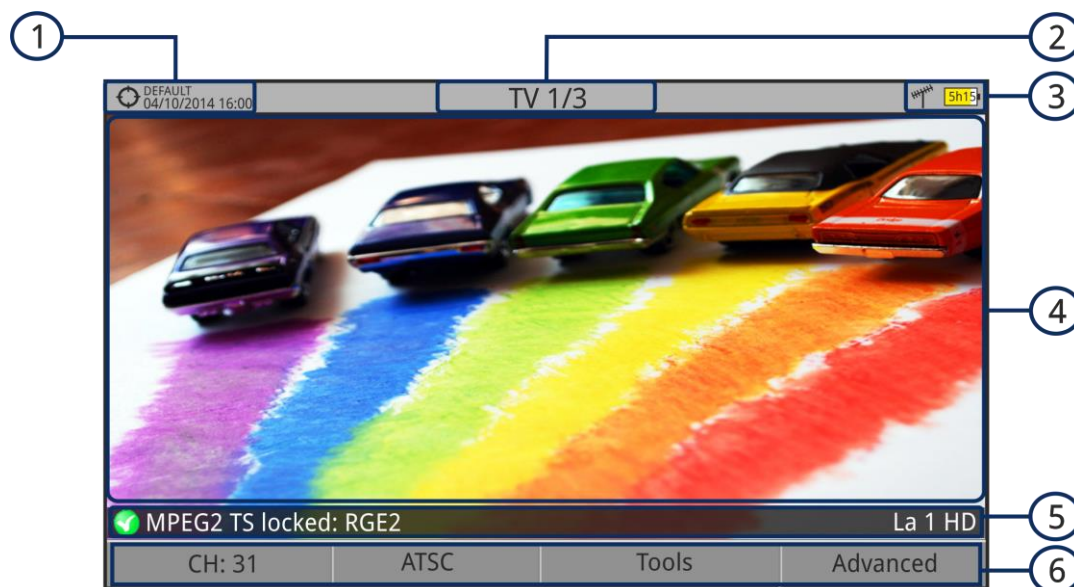 1
2
3
4
5
6
DEFAULT
04/10/2014 16:00
TV 1/3
5h15
MPEG2 TS locked: RGE2
La 1 HD
CH: 31
ATSC
Tools
Advanced